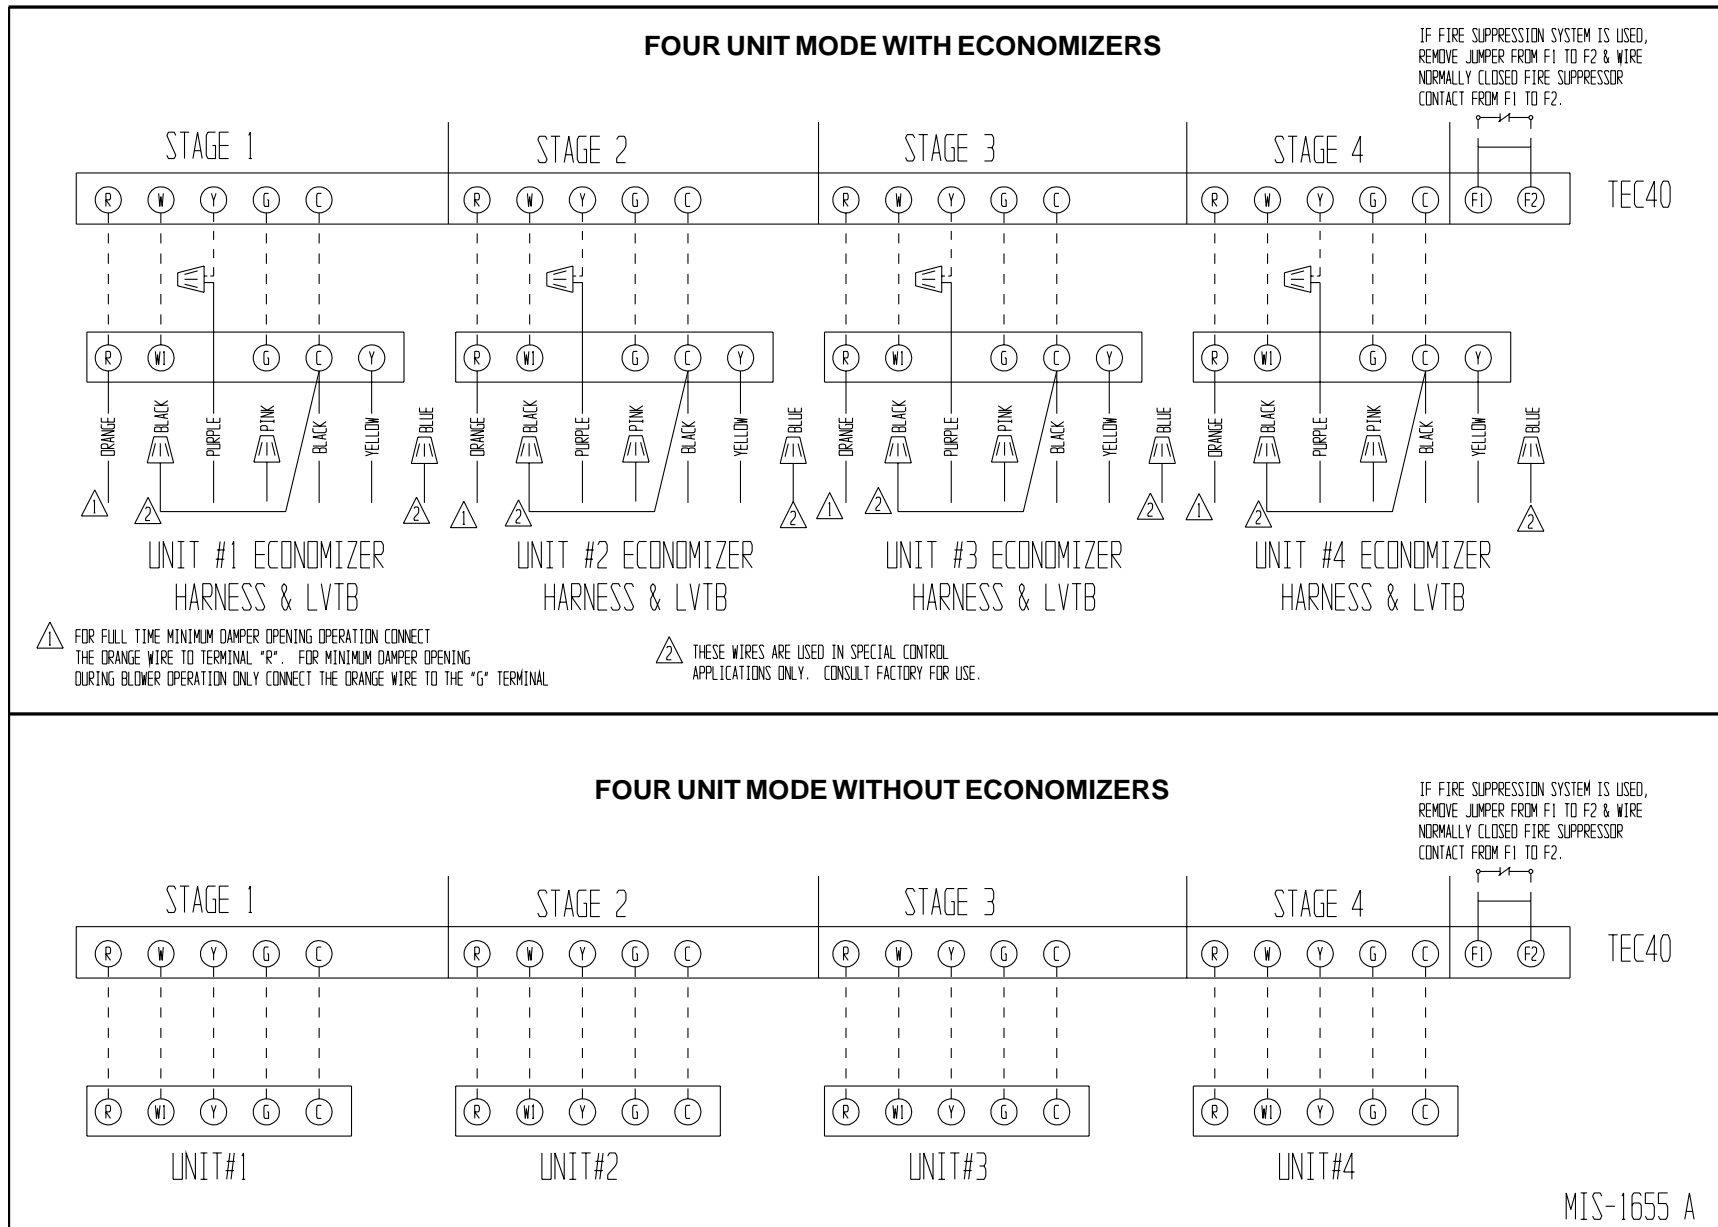 FOUR UNIT MODE WITH ECONOMIZERS
IF FIRE SUPPRESSION SYSTEM IS USED,
REMOVE JUMPER FROM F1 TO F2 & WIRE
NORMALLY CLOSED FIRE SUPPRESSOR
CONTACT FROM F1 TO F2.
STAGE 1 STAGE 2 STAGE 3 STAGE 4
R W Y G C R W Y G C R W Y G C R W Y G C F1 F2 TEC40
R W1 G C Y R W1 G C Y R W1 G C Y R W1 G C Y
ORANGE BLACK PURPLE PINK BLACK YELLOW BLUE ORANGE BLACK PURPLE PINK BLACK YELLOW BLUE ORANGE BLACK PURPLE PINK BLACK YELLOW BLUE ORANGE BLACK PURPLE PINK BLACK YELLOW BLUE
1 2 2 1 2 2 1 2 2 1 2 2
UNIT #1 ECONOMIZER UNIT #2 ECONOMIZER UNIT #3 ECONOMIZER UNIT #4 ECONOMIZER
HARNESS & LVTB HARNESS & LVTB HARNESS & LVTB HARNESS & LVTB
1 FOR FULL TIME MINIMUM DAMPER OPENING OPERATION CONNECT
THE ORANGE WIRE TO TERMINAL "R". FOR MINIMUM DAMPER OPENING
DURING BLOWER OPERATION ONLY CONNECT THE ORANGE WIRE TO THE "G" TERMINAL
2 THESE WIRES ARE USED IN SPECIAL CONTROL
APPLICATIONS ONLY. CONSULT FACTORY FOR USE.
FOUR UNIT MODE WITHOUT ECONOMIZERS
IF FIRE SUPPRESSION SYSTEM IS USED,
REMOVE JUMPER FROM F1 TO F2 & WIRE
NORMALLY CLOSED FIRE SUPPRESSOR
CONTACT FROM F1 TO F2.
STAGE 1 STAGE 2 STAGE 3 STAGE 4
R W Y G C R W Y G C R W Y G C R W Y G C F1 F2 TEC40
R W1 Y G C R W1 Y G C R W1 Y G C R W1 Y G C
UNIT#1 UNIT#2 UNIT#3 UNIT#4
MIS-1655 A